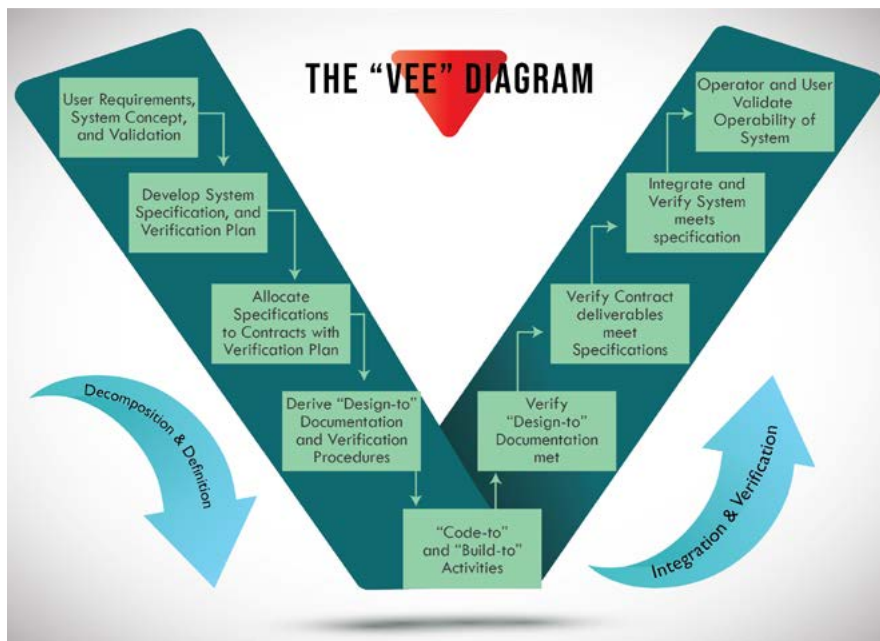 THE “VEE” DIAGRAM
User Requirements,
System Concept,
and Validation
Develop System
Specification, and
Verification Plan
Allocate
Specifications
to Contracts with
Verification Plan
Derive “Design-to”
Documentation
and Verification
Procedures
“Code-to”
and “Build-to”
Activities
Verify
“Design-to”
Documentation
met
Verify Contract
deliverables
meet
Specifications
Integrate and
Verify System
meets
specification
Operator and User
Validate
Operability of
System
Decomposition & Definition
Integration & Verification